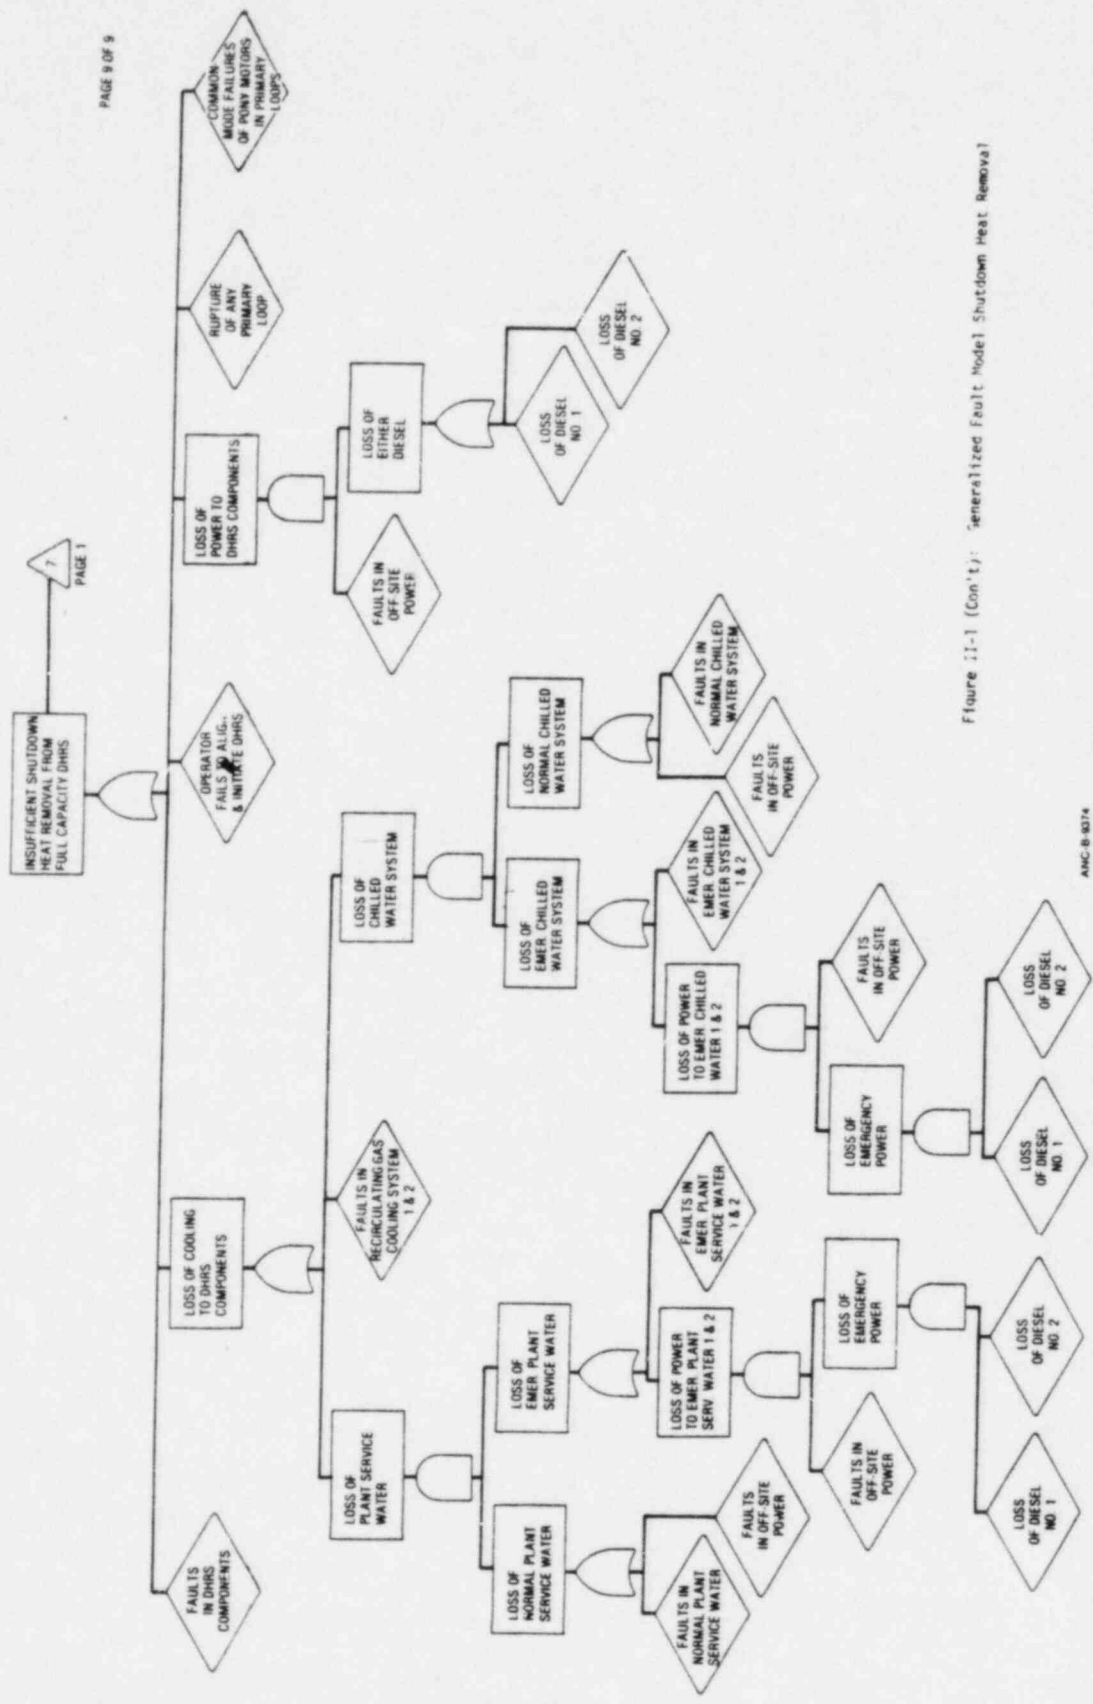 PAGE 9 OF 9
INSUFFICIENT SHUTDOWN
HEAT REMOVAL FROM
FULL CAPACITY DHRS
7
PAGE 1
FAULTS
IN DHRS
COMPONENTS
LOSS OF COOLING
TO DHRS
COMPONENTS
OPERATOR
FAILS TO
& INITIATE DHRS
LOSS OF
POWER TO
DHRS COMPONENTS
RUPTURE
OF ANY
PRIMARY
LOOP
COMMON
MODE FAILURES
OF PONY MOTORS
IN PRIMARY
LOOPS
LOSS OF
PLANT SERVICE
WATER
FAULTS IN
RECIRCULATING GAS
COOLING SYSTEM
1 & 2
LOSS OF
CHILLED
WATER SYSTEM
FAULTS IN
OFF-SITE
POWER
LOSS OF
EITHER
DIESEL
LOSS OF
NORMAL PLANT
SERVICE WATER
LOSS OF
EMER PLANT
SERVICE WATER
LOSS OF
EMER CHILLED
WATER SYSTEM
LOSS OF
NORMAL CHILLED
WATER SYSTEM
LOSS
OF DIESEL
NO. 1
LOSS
OF DIESEL
NO. 2
FAULTS IN
NORMAL PLANT
SERVICE WATER
FAULTS
IN OFF-SITE
POWER
LOSS OF POWER
TO EMER PLANT
SERV WATER 1 & 2
FAULTS IN
EMER PLANT
SERVICE WATER
1 & 2
LOSS OF POWER
TO EMER CHILLED
WATER 1 & 2
FAULTS IN
EMER CHILLED
WATER SYSTEM
1 & 2
FAULTS
IN OFF-SITE
POWER
FAULTS IN
NORMAL CHILLED
WATER SYSTEM
FAULTS IN
OFF-SITE
POWER
LOSS OF
EMERGENCY
POWER
LOSS OF
EMERGENCY
POWER
FAULTS
IN OFF-SITE
POWER
LOSS
OF DIESEL
NO 1
LOSS
OF DIESEL
NO 2
LOSS
OF DIESEL
NO 1
LOSS
OF DIESEL
NO 2
ANC-B-9374
Figure II-1 (Con't): Generalized Fault Model Shutdown Heat Removal